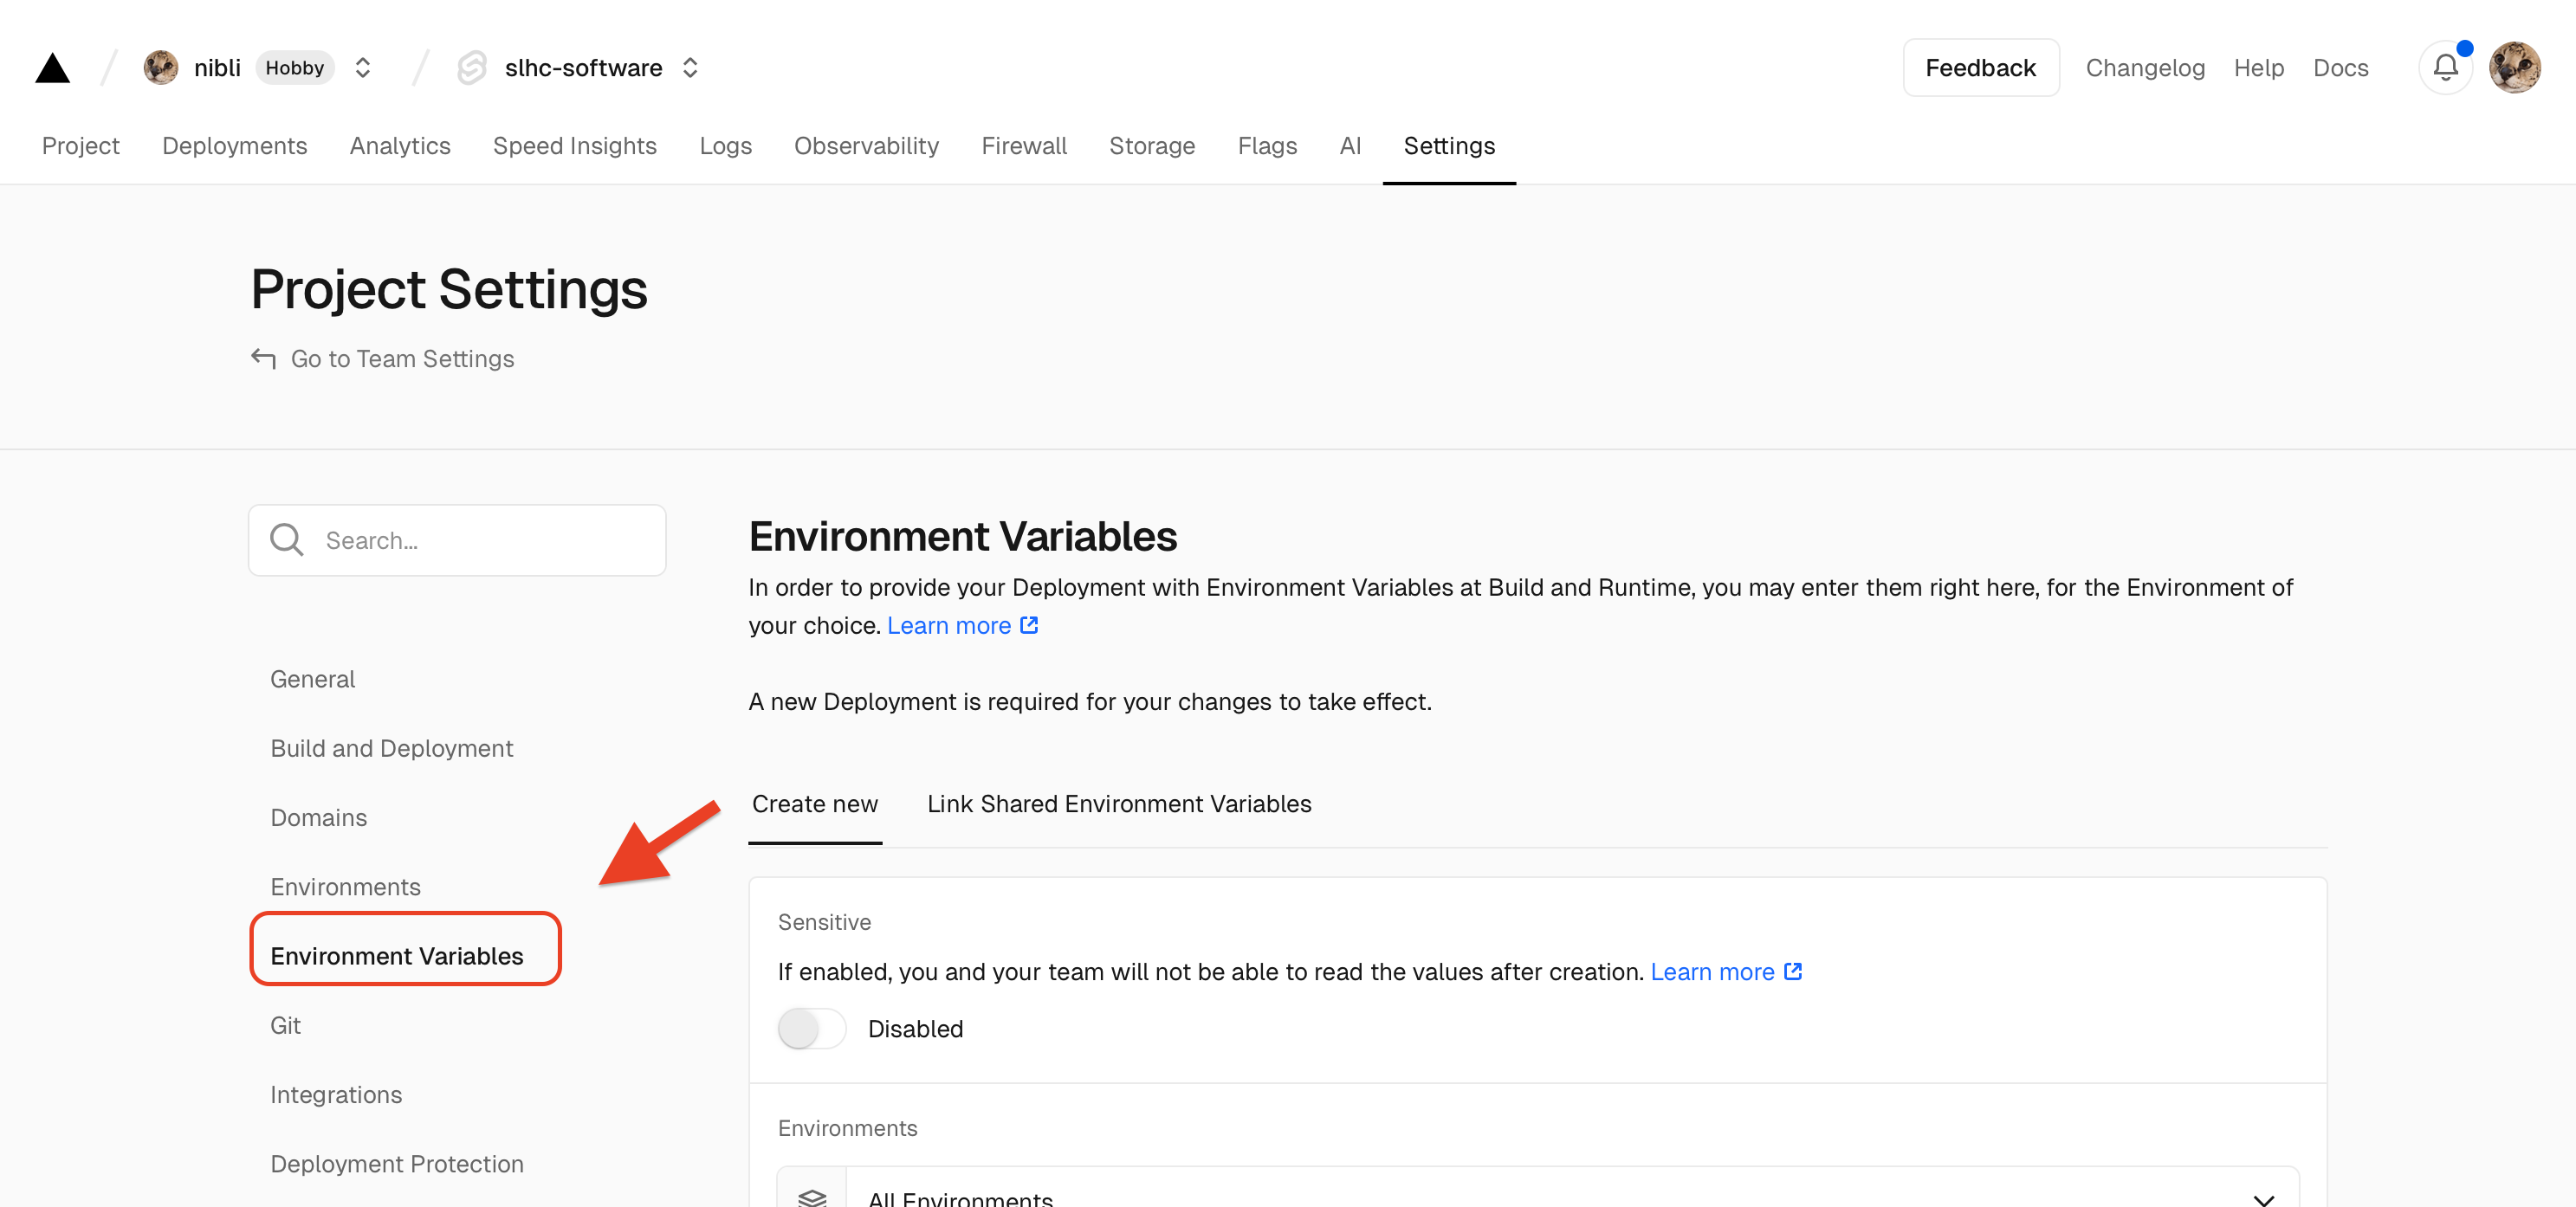 nibli Hobby slhc-software Feedback Changelog Help Docs
Project Deployments Analytics Speed Insights Logs Observability Firewall Storage Flags AI Settings
Project Settings
Go to Team Settings
Search...
General
Build and Deployment
Domains
Environments
Environment Variables
Git
Integrations
Deployment Protection
Environment Variables
In order to provide your Deployment with Environment Variables at Build and Runtime, you may enter them right here, for the Environment of
your choice. Learn more
A new Deployment is required for your changes to take effect.
Create new Link Shared Environment Variables
Sensitive
If enabled, you and your team will not be able to read the values after creation. Learn more
Disabled
Environments
All Environments